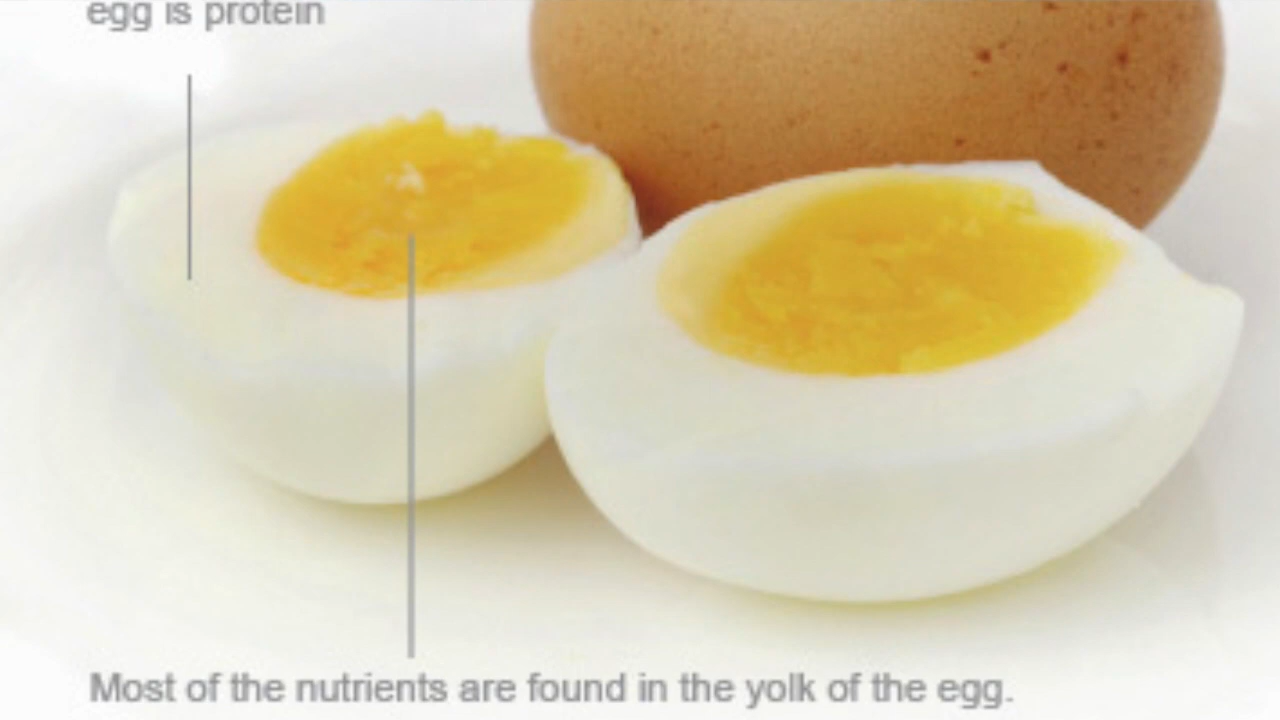 egg is protein
Most of the nutrients are found in the yolk of the egg.